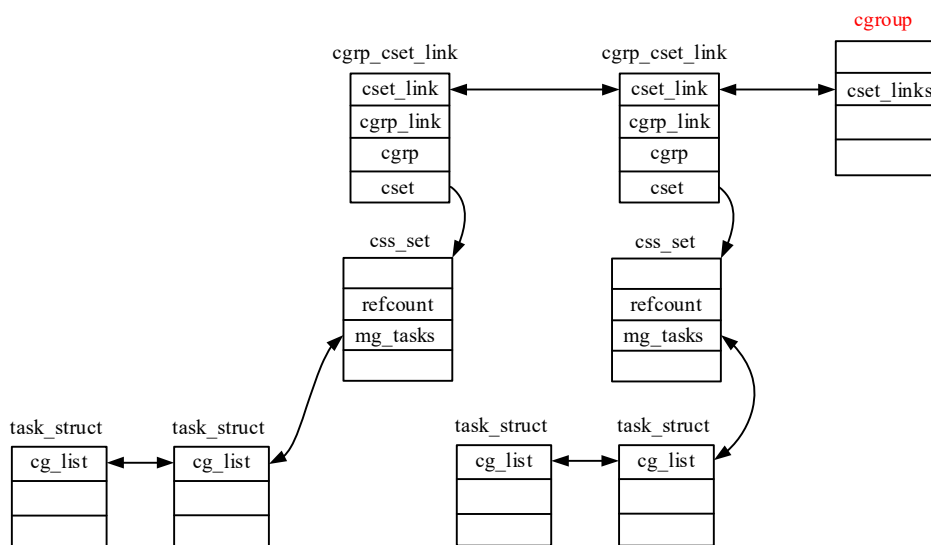 cgroup
cgrp_cset_link
cgrp_cset_link
cset_link
cset_link
cset_links
cgrp_link
cgrp_link
cgrp
cgrp
cset
cset
css_set
css_set
refcount
refcount
mg_tasks
mg_tasks
task_struct
task_struct
task_struct
task_struct
cg_list
cg_list
cg_list
cg_list